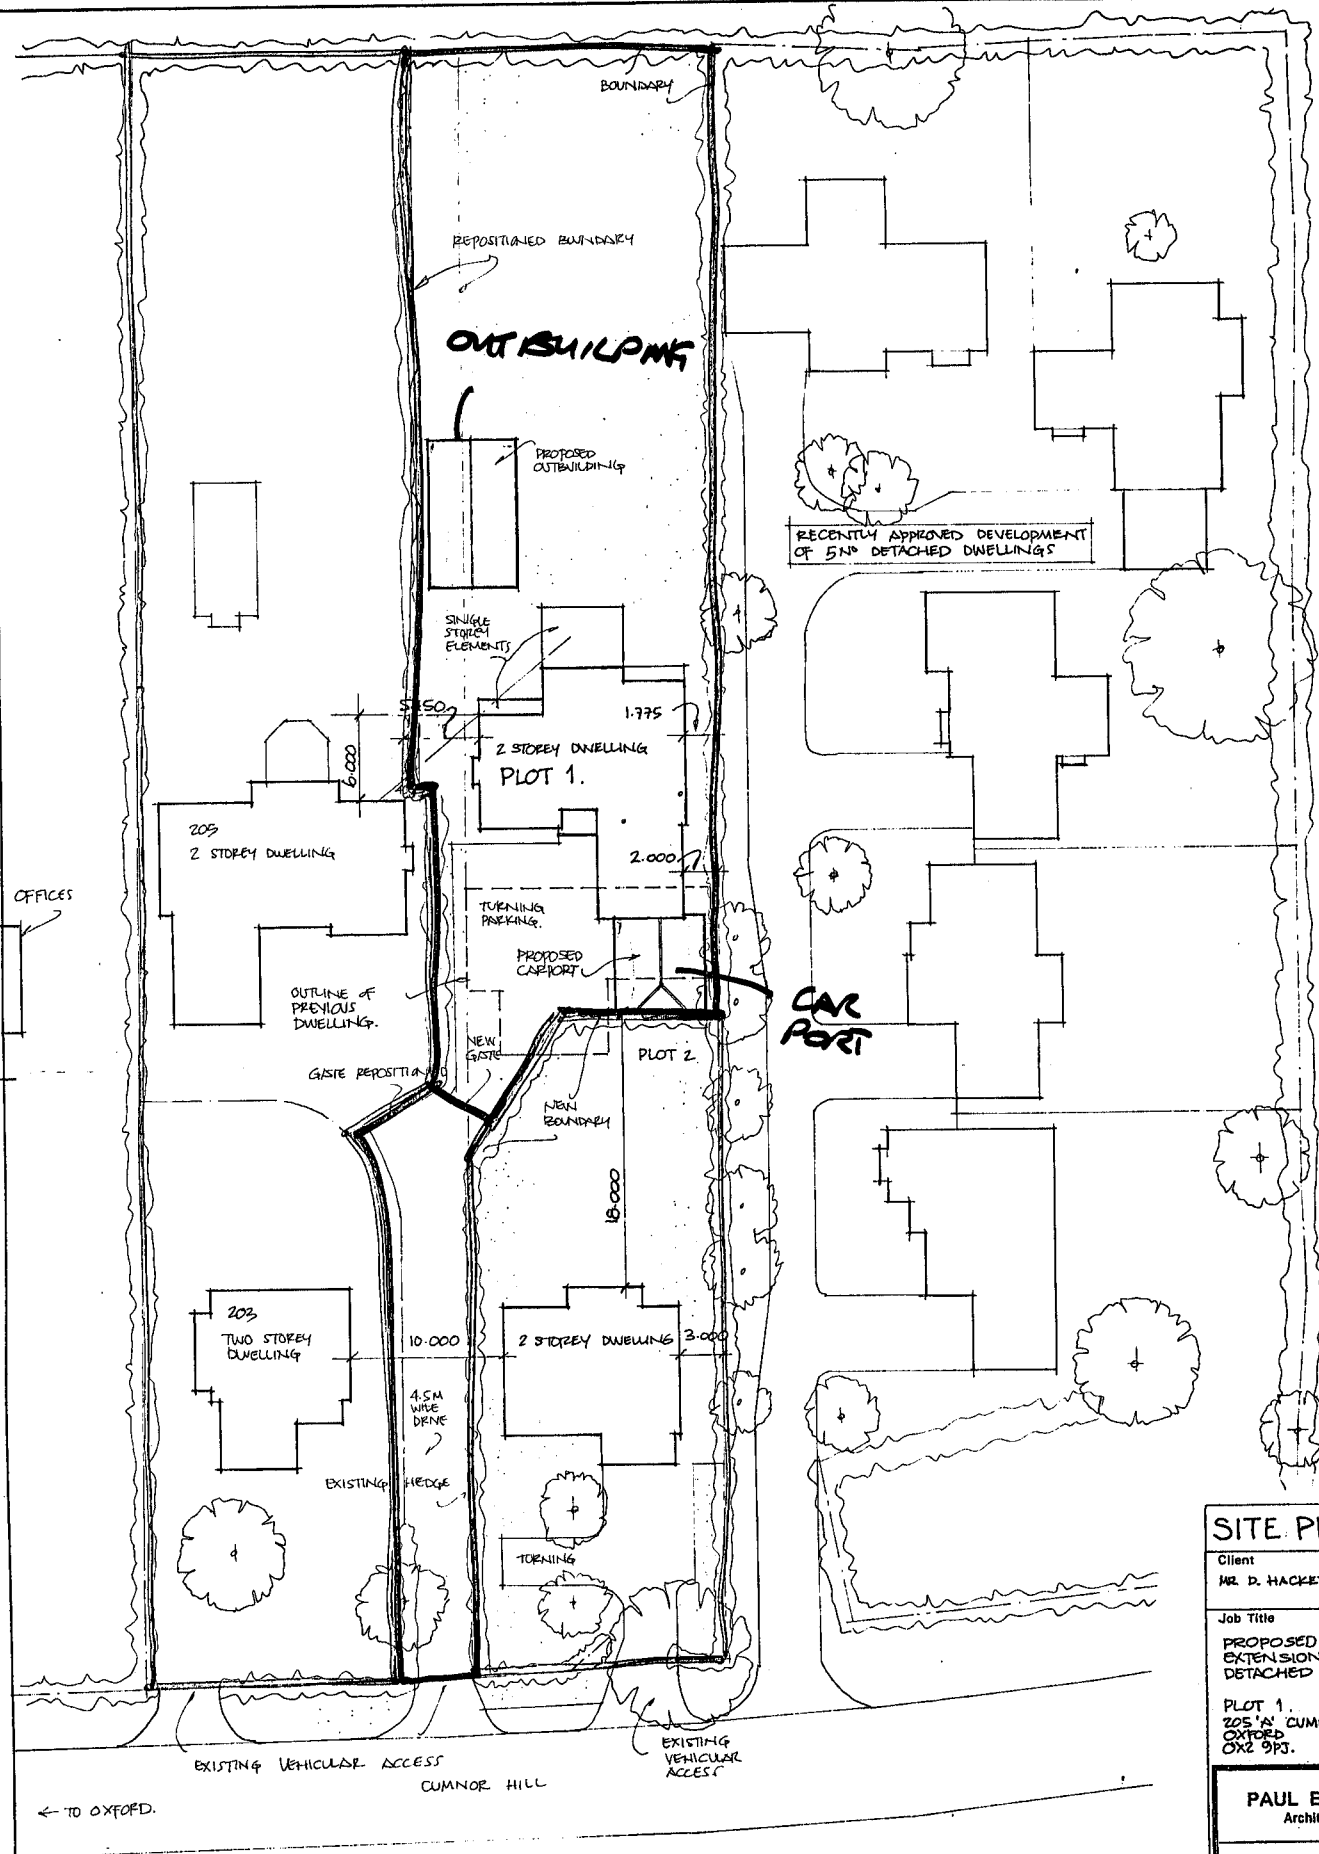 BOUNDARY
REPOSITIONED BOUNDARY
OUTBUILDING
PROPOSED
OUTBUILDING
RECENTLY APPROVED DEVELOPMENT
OF 5Nº DETACHED DWELLINGS
SINGLE
STOREY
ELEMENTS
1.775
6.000
2 STOREY DWELLING
PLOT 1.
205
2 STOREY DWELLING
2.000
OFFICES
TURNING
PARKING.
PROPOSED
CARPORT
OUTLINE OF
PREVIOUS
DWELLING.
CAR
PORT
NEW
GATE
PLOT 2
GATE REPOSITIONED
NEW
BOUNDARY
18.000
203
TWO STOREY
DWELLING
10.000
2 STOREY DWELLING
3.000
4.5M
WIDE
DRIVE
EXISTING HEDGE
TURNING
SITE
Client
MR D. HACKE
Job Title
PROPOSED
EXTENSION
DETACHED
PLOT 1.
205 'A' CUM
OXFORD
OX2 9PJ.
PAUL
Archi
EXISTING VEHICULAR ACCESS
EXISTING
VEHICULAR
ACCESS
CUMNOR HILL
← TO OXFORD.